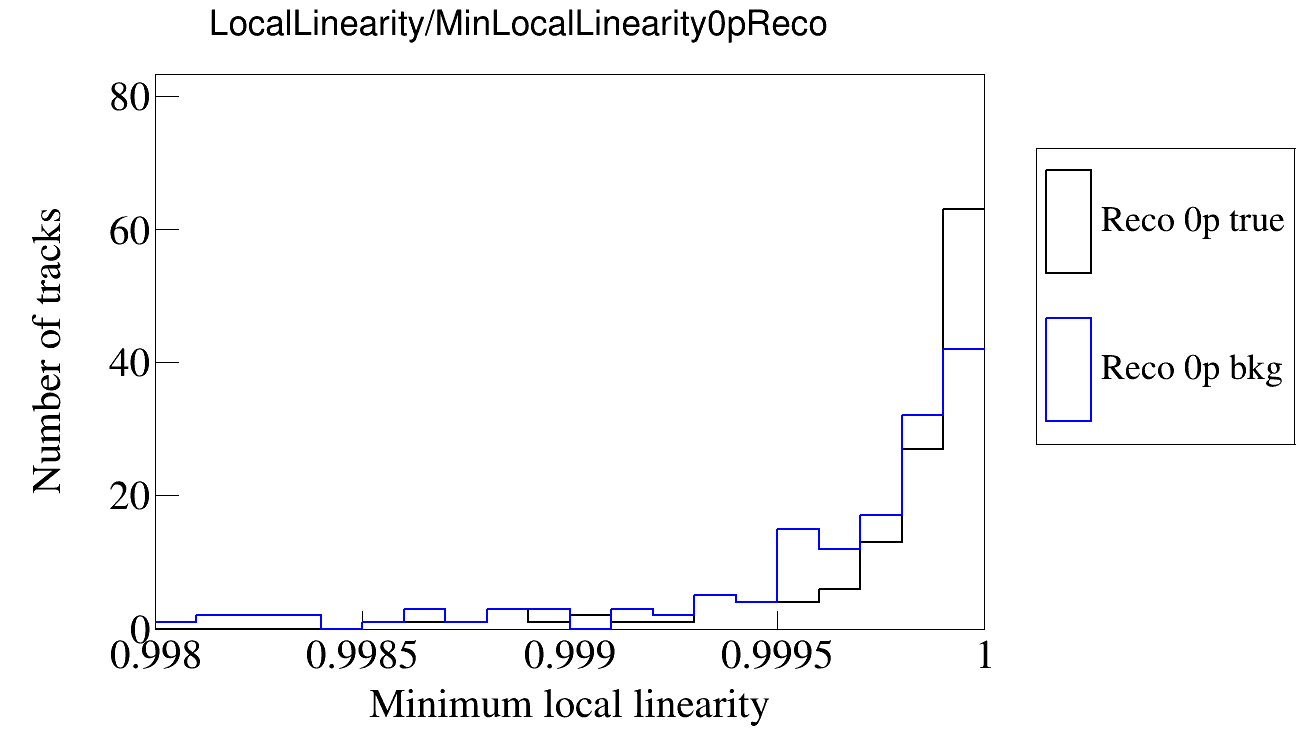 LocalLinearity/MinLocalLinearity0pReco
80
60
40
20
0
Number of tracks
0.998 0.9985 0.999 0.9995 1
Minimum local linearity
Reco 0p true
Reco 0p bkg